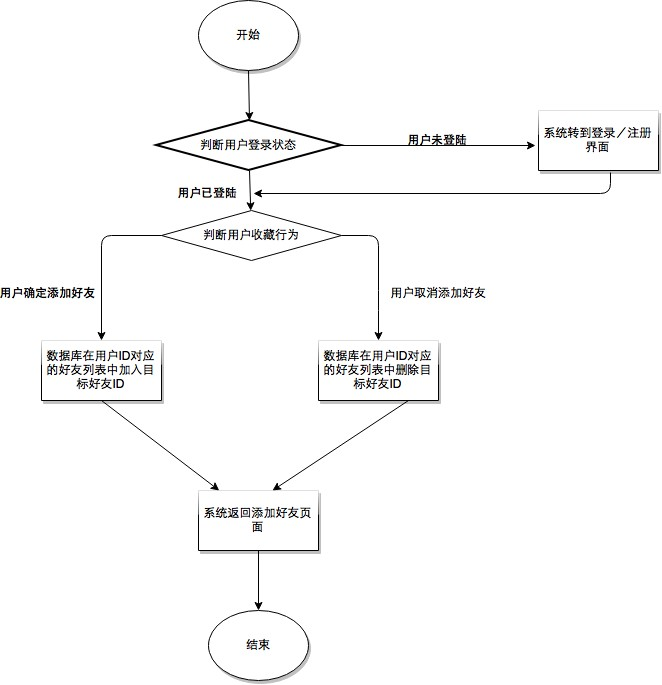 开始
判断用户登录状态
用户未登陆
系统转到登录／注册
界面
用户已登陆
判断用户收藏行为
用户确定添加好友
用户取消添加好友
数据库在用户ID对应
的好友列表中加入目
标好友ID
数据库在用户ID对应
的好友列表中删除目
标好友ID
系统返回添加好友页
面
结束